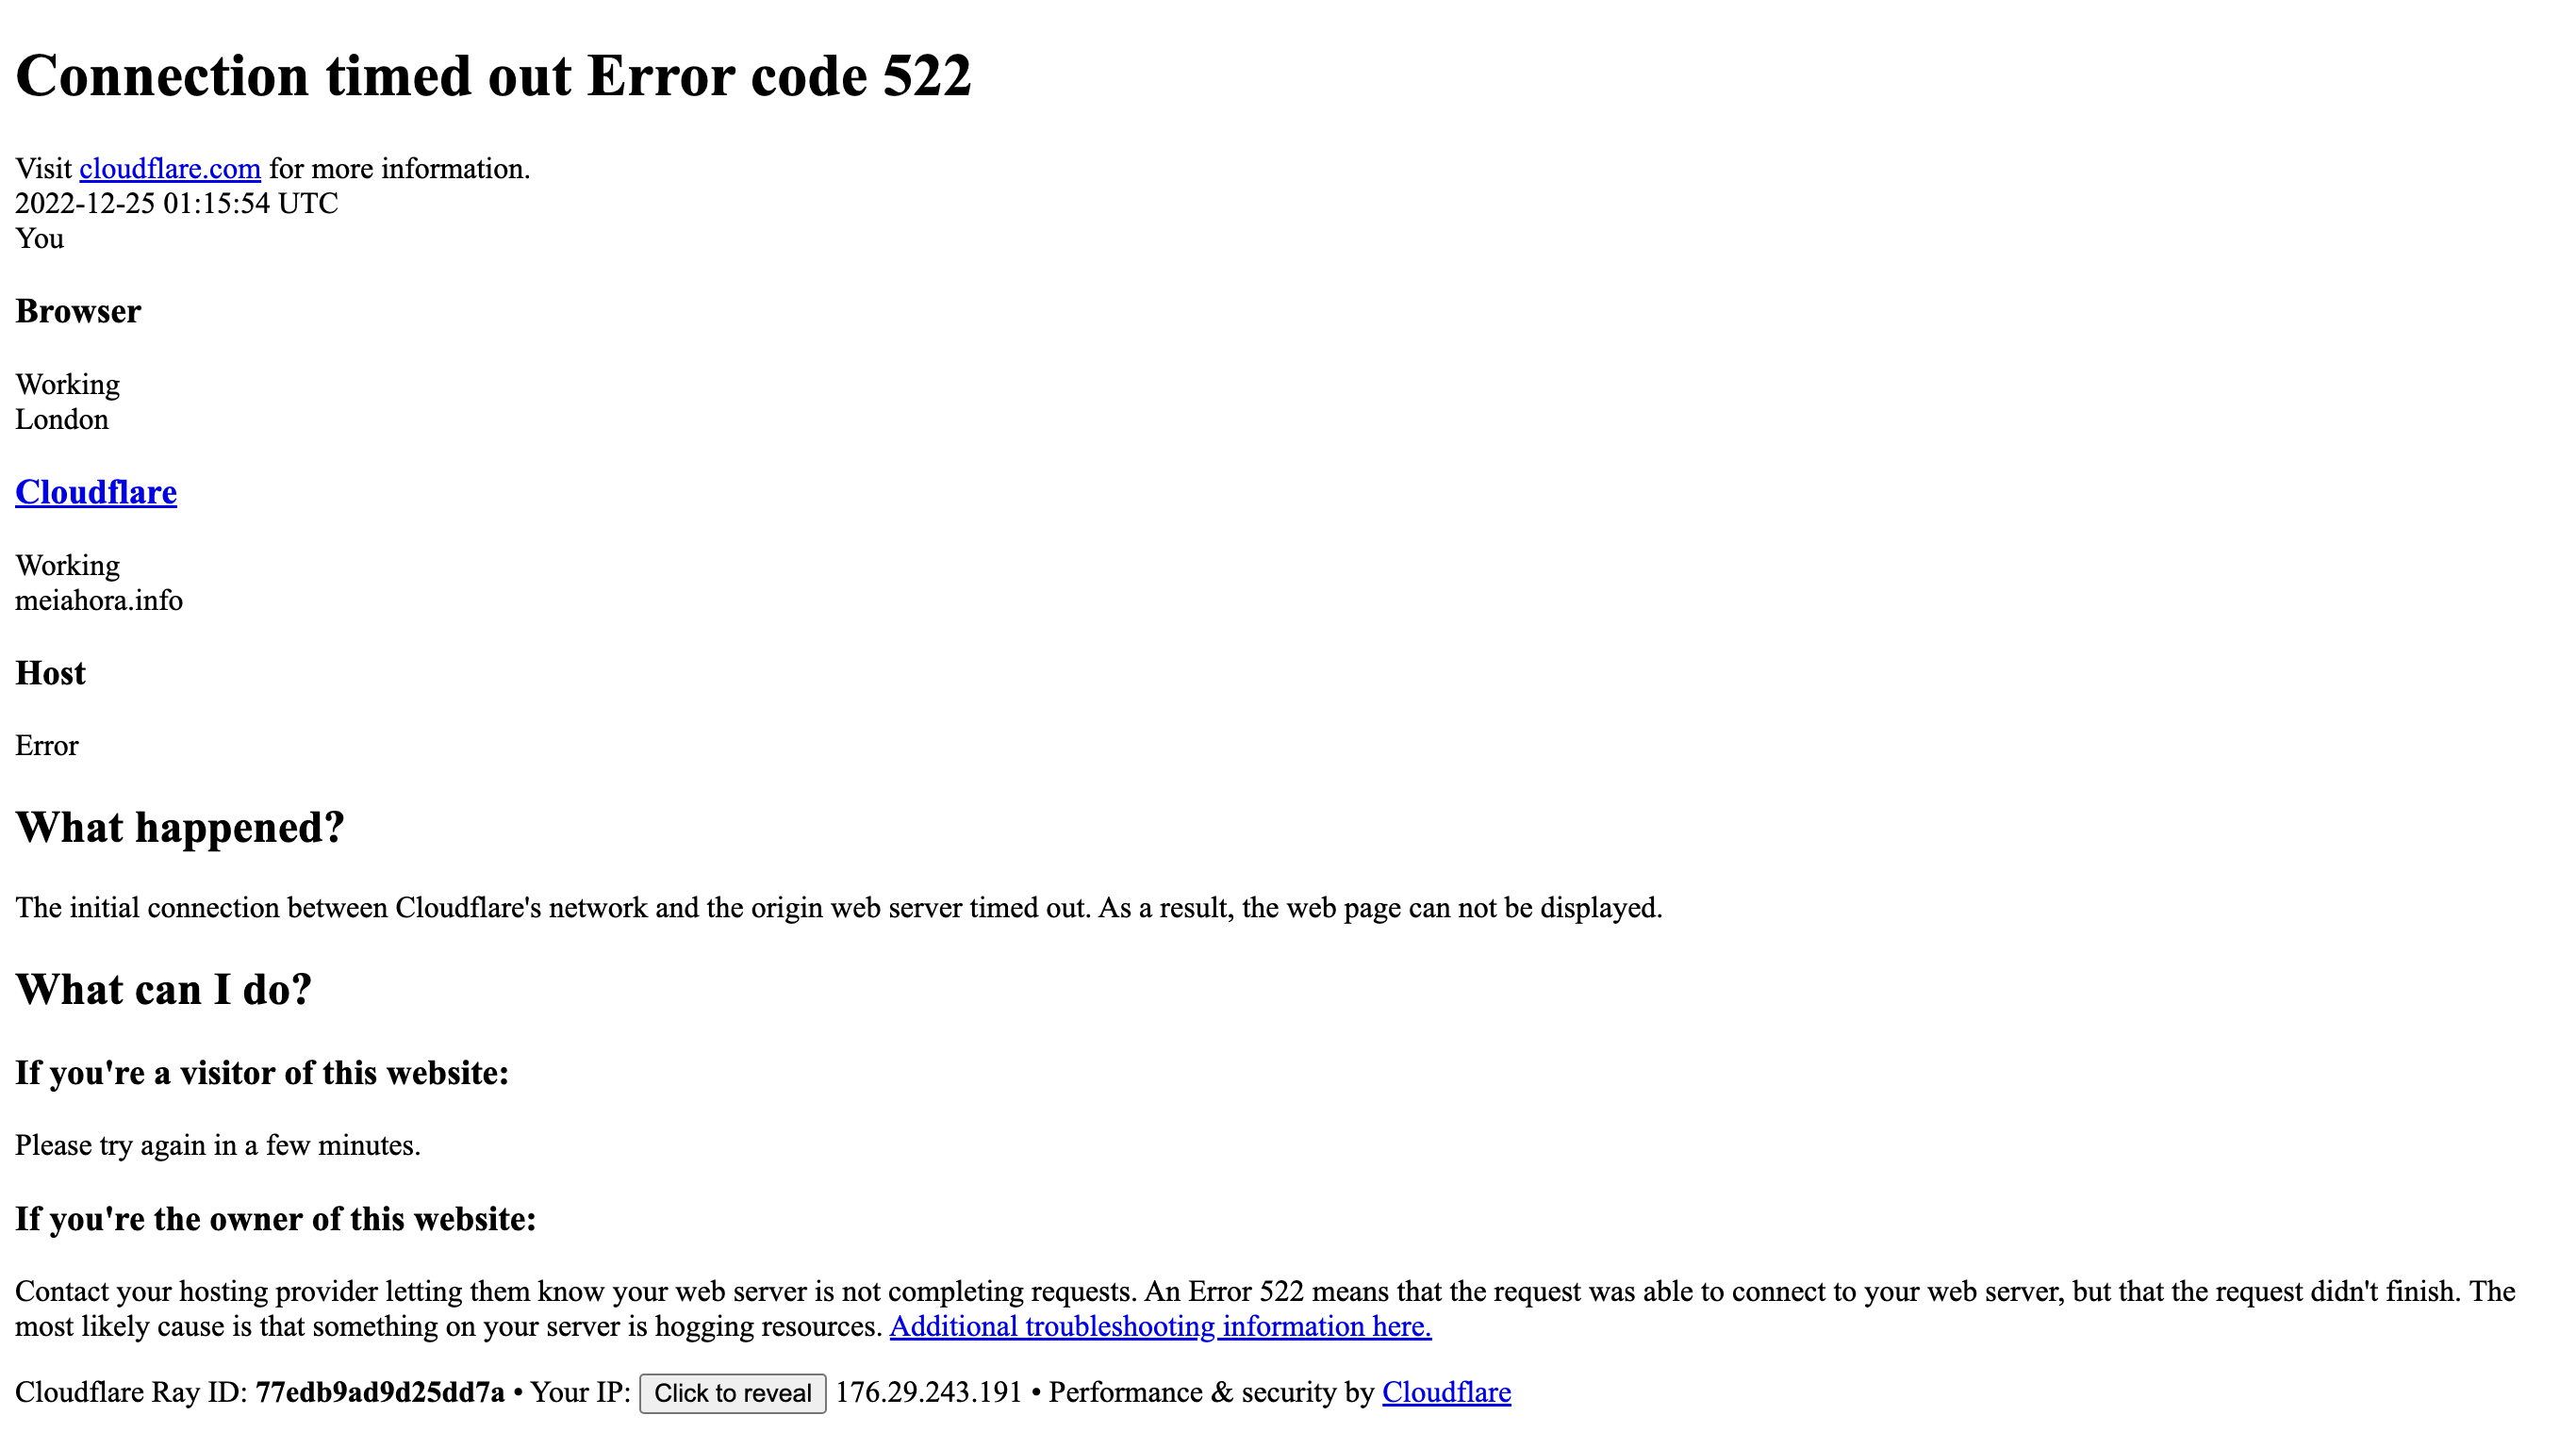 Connection timed out Error code 522
Visit cloudflare.com for more information.
2022-12-25 01:15:54 UTC
You
Browser
Working
London
Cloudflare
Working
meiahora.info
Host
Error
What happened?
The initial connection between Cloudflare's network and the origin web server timed out. As a result, the web page can not be displayed.
What can I do?
If you're a visitor of this website:
Please try again in a few minutes.
If you're the owner of this website:
Contact your hosting provider letting them know your web server is not completing requests. An Error 522 means that the request was able to connect to your web server, but that the request didn't finish. The
most likely cause is that something on your server is hogging resources. Additional troubleshooting information here.
Cloudflare Ray ID: 77edb9ad9d25dd7a • Your IP: Click to reveal 176.29.243.191 • Performance & security by Cloudflare